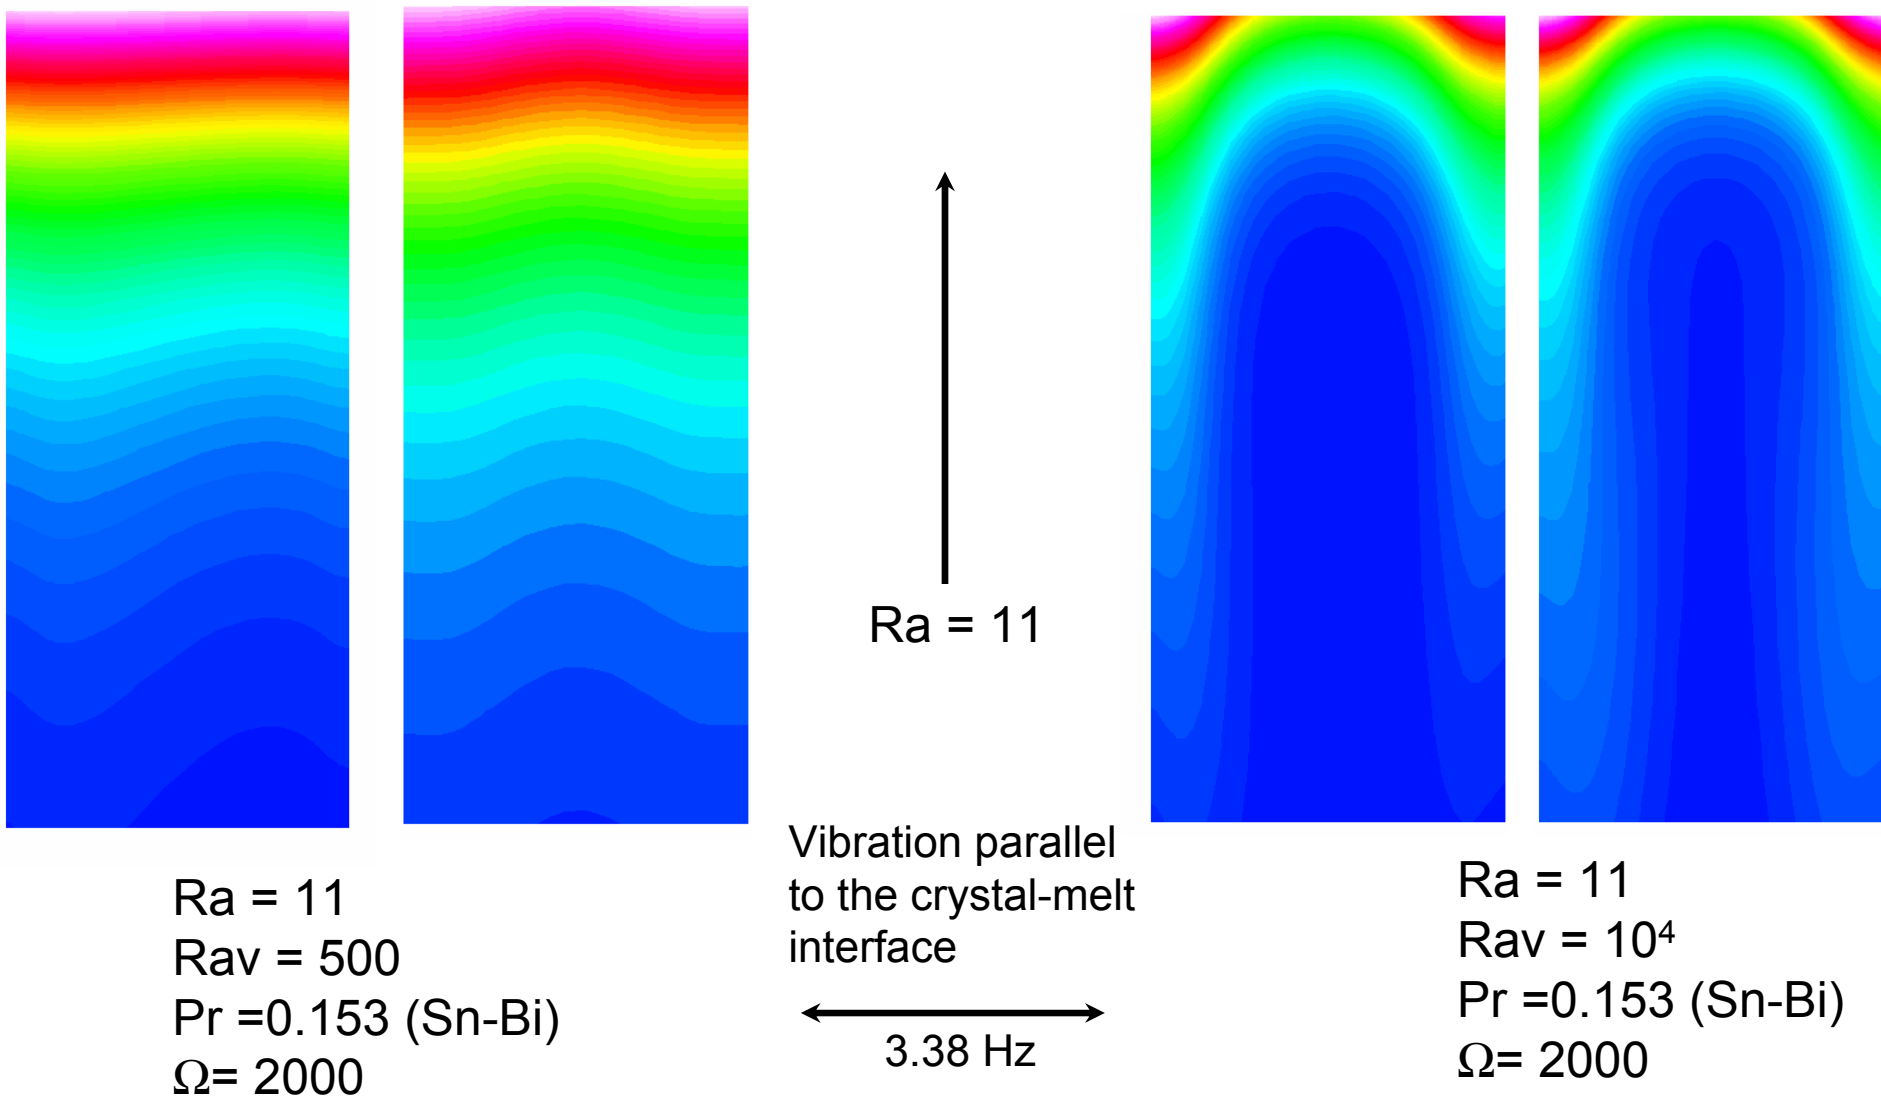 Ra = 11
Vibration parallel
to the crystal-melt
interface
3.38 Hz
Ra = 11
Rav = 500
Pr =0.153 (Sn-Bi)
Ω= 2000
Ra = 11
Rav = 10⁴
Pr =0.153 (Sn-Bi)
Ω= 2000